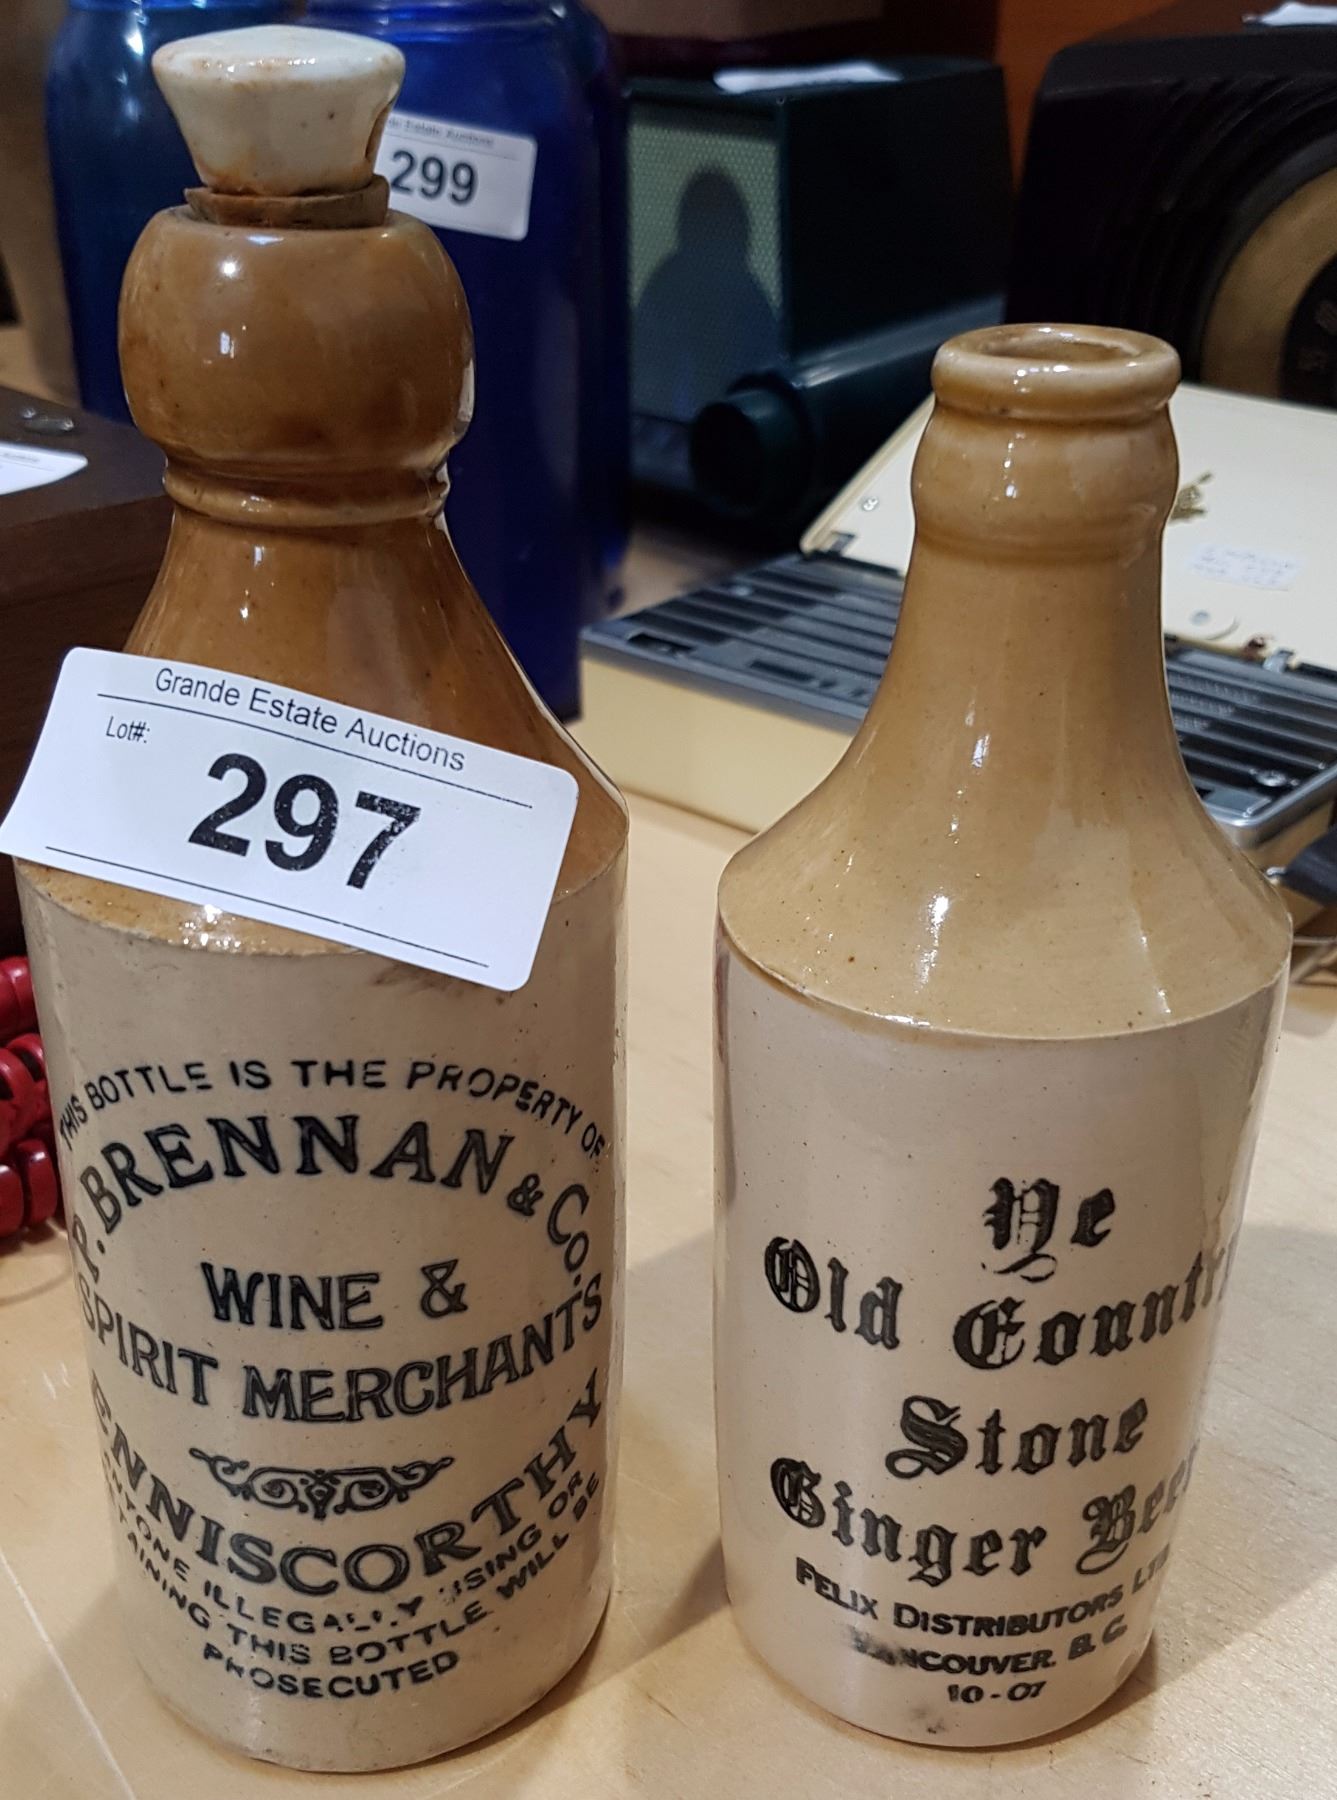 299
Grande Estate Auctions
Lot#:
297
THIS BOTTLE IS THE PROPERTY OF
P. BRENNAN & Co.
WINE &
SPIRIT MERCHANTS
ENNISCORTHY
ANYONE ILLEGALLY USING OR
THIS BOTTLE WILL BE
PROSECUTED
Ye
Old Country
Stone
Ginger Beer
FELIX DISTRIBUTORS LTD.
VANCOUVER. B.C.
10-07